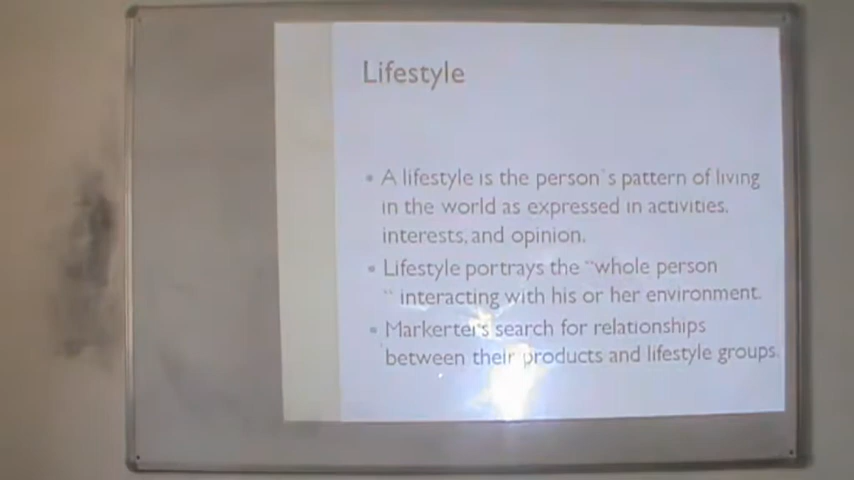 Lifestyle
• A lifestyle is the person's pattern of living
in the world as expressed in activities,
interests, and opinion.
• Lifestyle portrays the "whole person
" interacting with his or her environment.
• Markerters search for relationships
between their products and lifestyle groups.